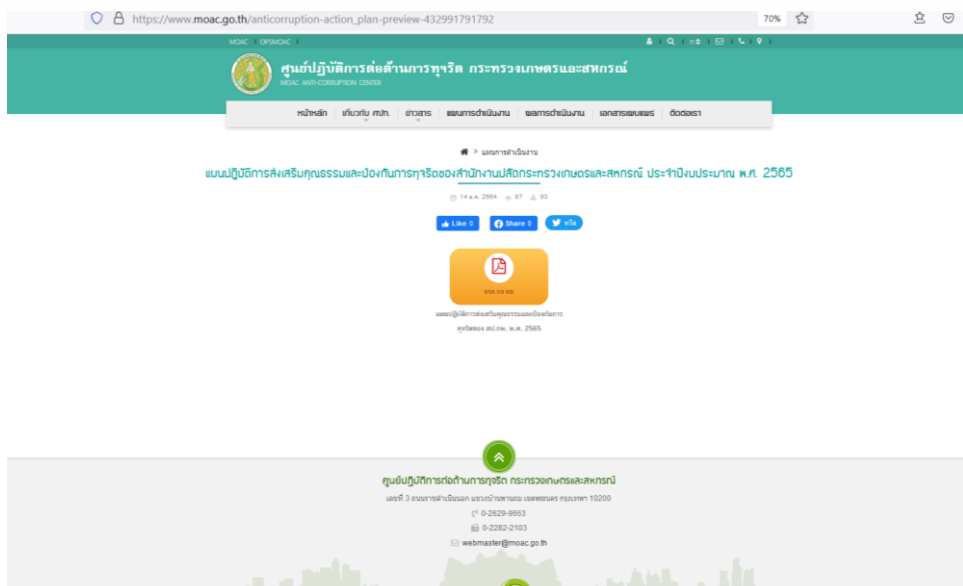 https://www.moac.go.th/anticorruption-action_plan-preview-432991791792
70%
MOAC OPSMOAC
ศูนย์ปฏิบัติการต่อต้านการทุจริต กระทรวงเกษตรและสหกรณ์
MOAC ANTI-CORRUPTION CENTER
หน้าหลัก เกี่ยวกับ ศปท. ข่าวสาร แผนการดำเนินงาน ผลการดำเนินงาน เอกสารเผยแพร่ ติดต่อเรา
> แผนการดำเนินงาน
แผนปฏิบัติการส่งเสริมคุณธรรมและป้องกันการทุจริตของสำนักงานปลัดกระทรวงเกษตรและสหกรณ์ ประจำปีงบประมาณ พ.ศ. 2565
14 ธ.ค. 2564 87 93
Like 0 Share 0 ทวีต
แผนปฏิบัติการส่งเสริมคุณธรรมและป้องกันการ
ทุจริตของ สป.กษ. พ.ศ. 2565
ศูนย์ปฏิบัติการต่อต้านการทุจริต กระทรวงเกษตรและสหกรณ์
เลขที่ 3 ถนนราชดำเนินนอก แขวงบ้านพานถม เขตพระนคร กรุงเทพฯ 10200
0-2629-9663
0-2282-2103
webmaster@moac.go.th